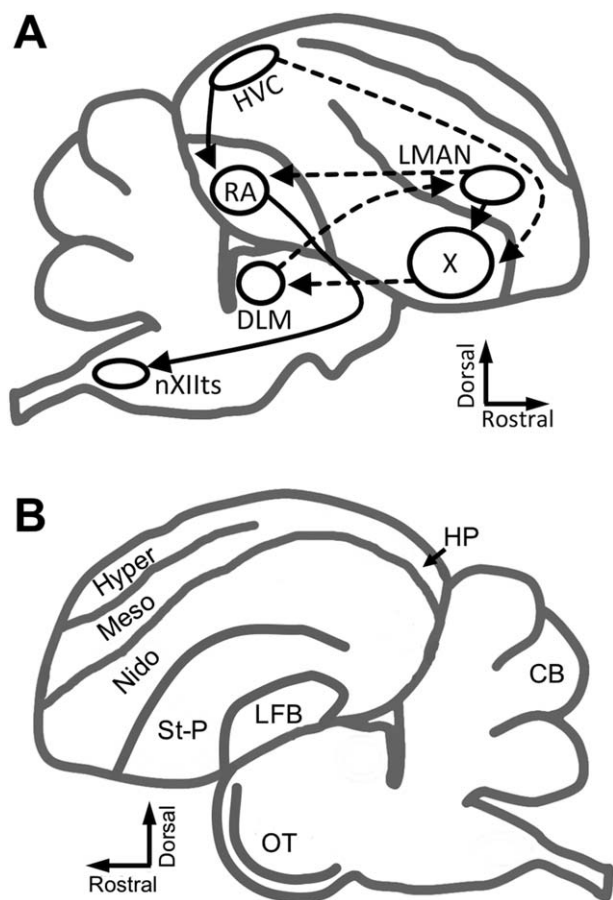 A
HVC
LMAN
RA
X
DLM
nXIIts
Dorsal
Rostral
B
HP
Hyper
Meso
Nido
CB
St-P
LFB
OT
Dorsal
Rostral